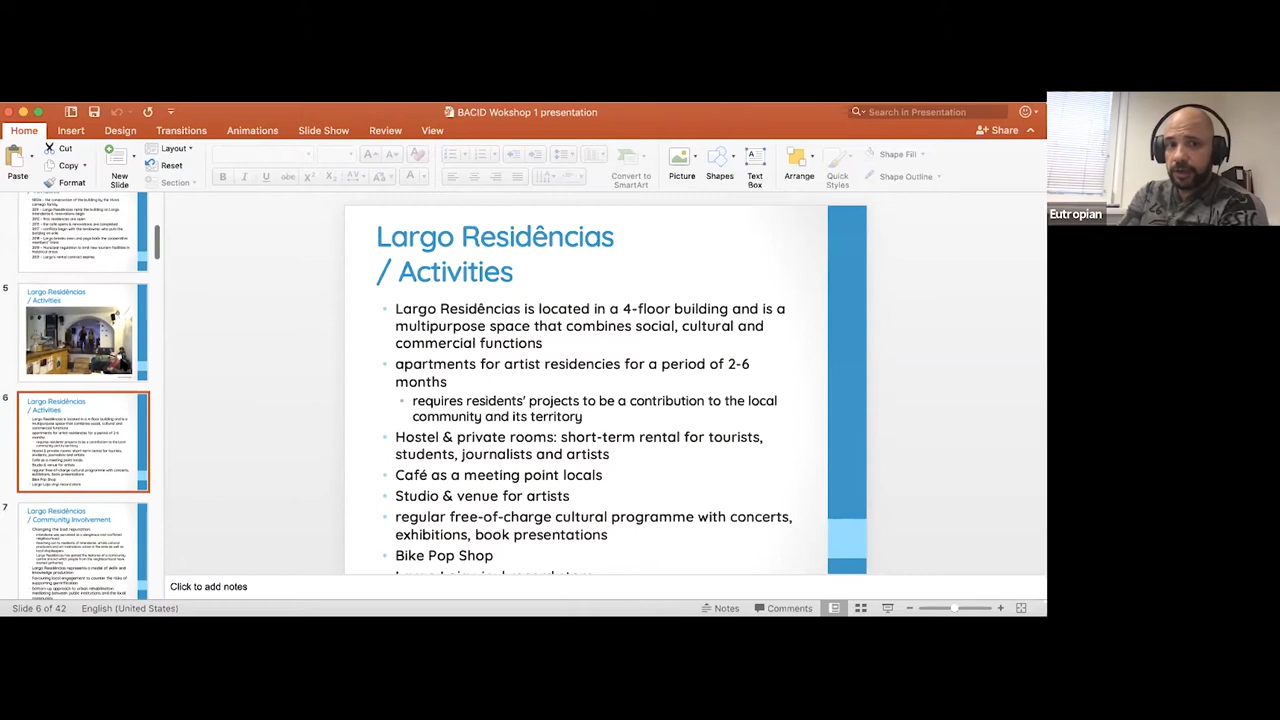 BACID Wokshop 1 presentation
Search in Presentation
Home Insert Design Transitions Animations Slide Show Review View
Share
Paste
Cut
Copy
Format
New Slide
Layout
Reset
Section
B I U
Convert to SmartArt
Picture
Shapes
Text Box
Arrange
Quick Styles
Shape Fill
Shape Outline
5
Largo Residências
/ Activities
6
Largo Residências
/ Activities
7
Largo Residências
/ Community Involvement
Changing the bad reputation
Largo Residências
/ Activities
Largo Residências is located in a 4-floor building and is a
multipurpose space that combines social, cultural and
commercial functions
apartments for artist residencies for a period of 2-6
months
requires residents' projects to be a contribution to the local
community and its territory
Hostel & private rooms: short-term rental for tourists,
students, journalists and artists
Café as a meeting point locals
Studio & venue for artists
regular free-of-charge cultural programme with concerts,
exhibitions, book presentations
Bike Pop Shop
Click to add notes
Slide 6 of 42 English (United States)
Notes Comments
Eutropian